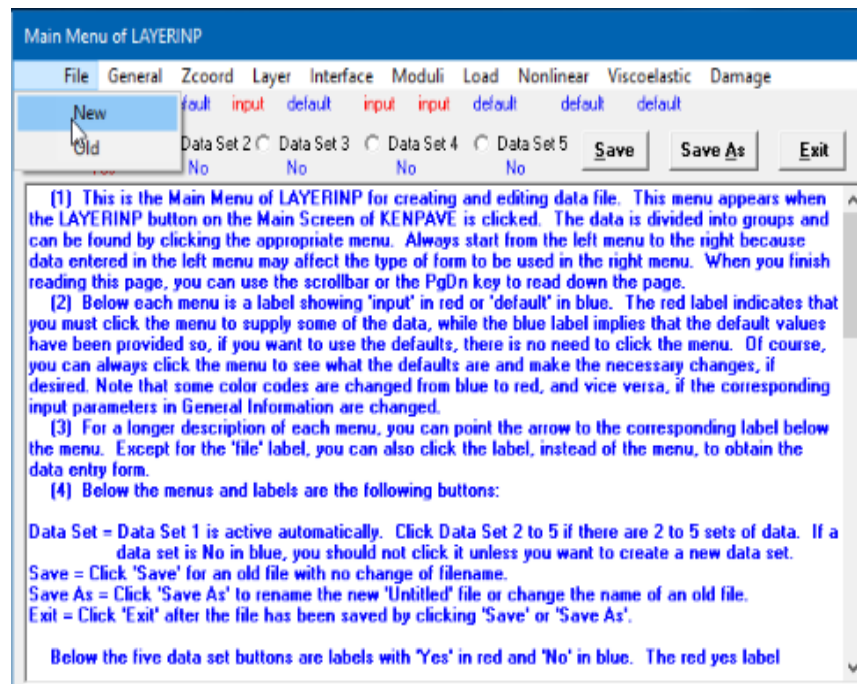 Main Menu of LAYERINP
File General Zcoord Layer Interface Moduli Load Nonlinear Viscoelastic Damage
input default input input default default default
New
Old
Data Set 2 Data Set 3 Data Set 4 Data Set 5 Save Save As Exit
No No No No
(1) This is the Main Menu of LAYERINP for creating and editing data file. This menu appears when
the LAYERINP button on the Main Screen of KENPAVE is clicked. The data is divided into groups and
can be found by clicking the appropriate menu. Always start from the left menu to the right because
data entered in the left menu may affect the type of form to be used in the right menu. When you finish
reading this page, you can use the scrollbar or the PgDn key to read down the page.
(2) Below each menu is a label showing 'input' in red or 'default' in blue. The red label indicates that
you must click the menu to supply some of the data, while the blue label implies that the default values
have been provided so, if you want to use the defaults, there is no need to click the menu. Of course,
you can always click the menu to see what the defaults are and make the necessary changes, if
desired. Note that some color codes are changed from blue to red, and vice versa, if the corresponding
input parameters in General Information are changed.
(3) For a longer description of each menu, you can point the arrow to the corresponding label below
the menu. Except for the 'file' label, you can also click the label, instead of the menu, to obtain the
data entry form.
(4) Below the menus and labels are the following buttons:
Data Set = Data Set 1 is active automatically. Click Data Set 2 to 5 if there are 2 to 5 sets of data. If a
data set is No in blue, you should not click it unless you want to create a new data set.
Save = Click 'Save' for an old file with no change of filename.
Save As = Click 'Save As' to rename the new 'Untitled' file or change the name of an old file.
Exit = Click 'Exit' after the file has been saved by clicking 'Save' or 'Save As'.
Below the five data set buttons are labels with 'Yes' in red and 'No' in blue. The red yes label